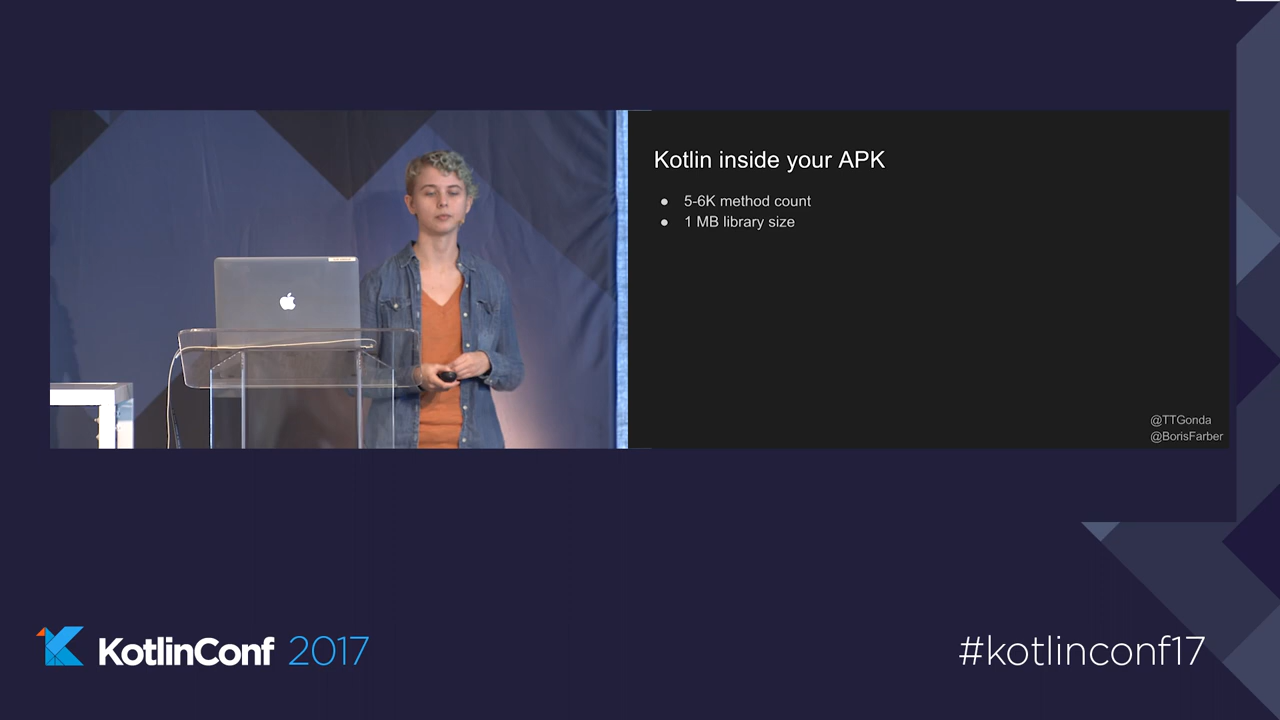 Kotlin inside your APK
● 5-6K method count
● 1 MB library size
@TTGonda
@BorisFarber
KotlinConf 2017
#kotlinconf17